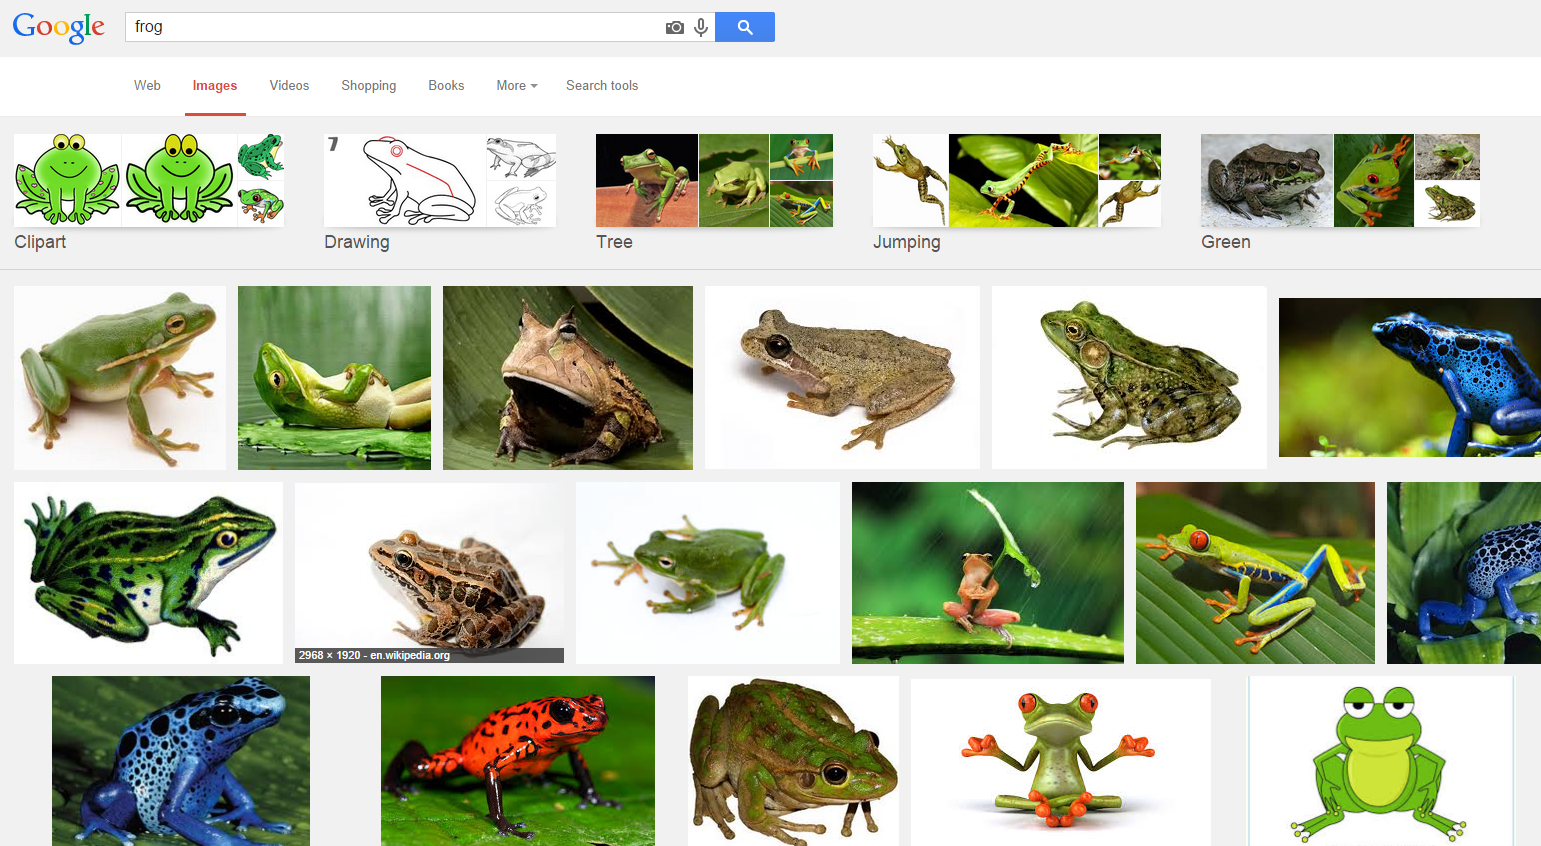 Google frog
Web Images Videos Shopping Books More Search tools
7
Clipart Drawing Tree Jumping Green
2968 × 1920 - en.wikipedia.org